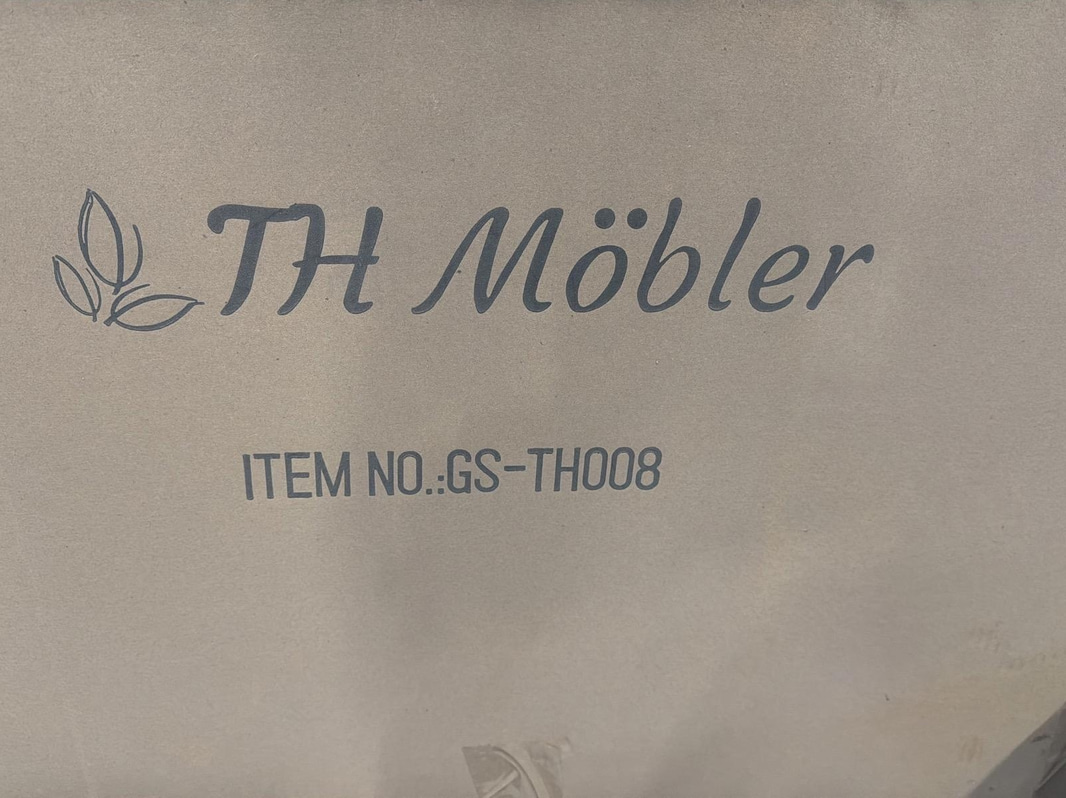 TH Möbler
ITEM NO.:GS-TH008